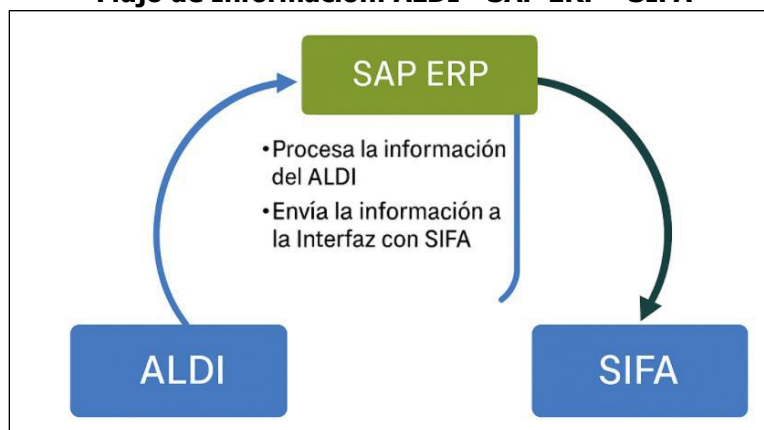 SAP ERP
•Procesa la información
del ALDI
•Envía la información a
la Interfaz con SIFA
ALDI
SIFA